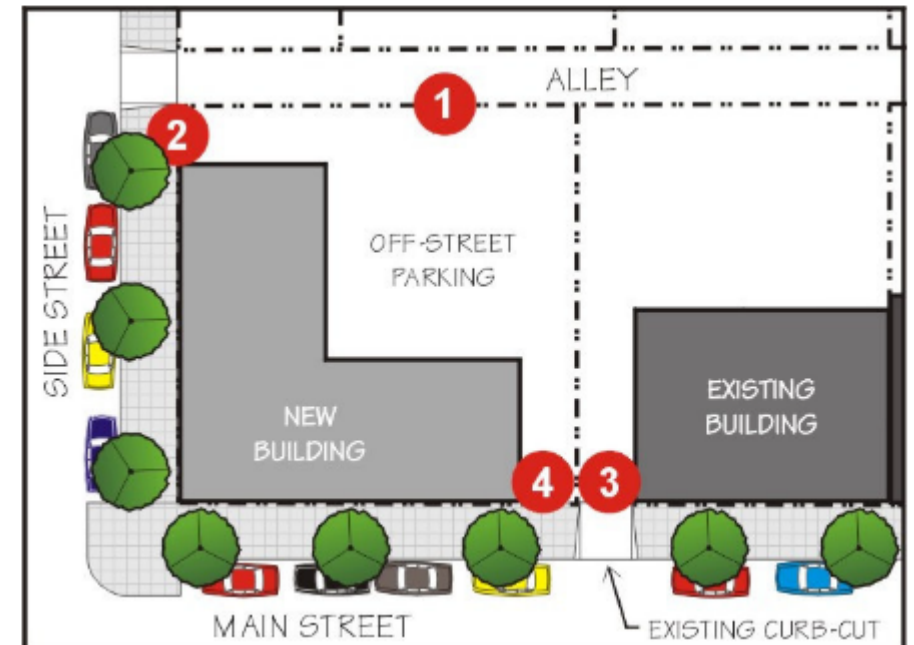 ALLEY
1
2
SIDE STREET
OFF-STREET
PARKING
NEW
BUILDING
EXISTING
BUILDING
4
3
MAIN STREET
EXISTING CURB-CUT